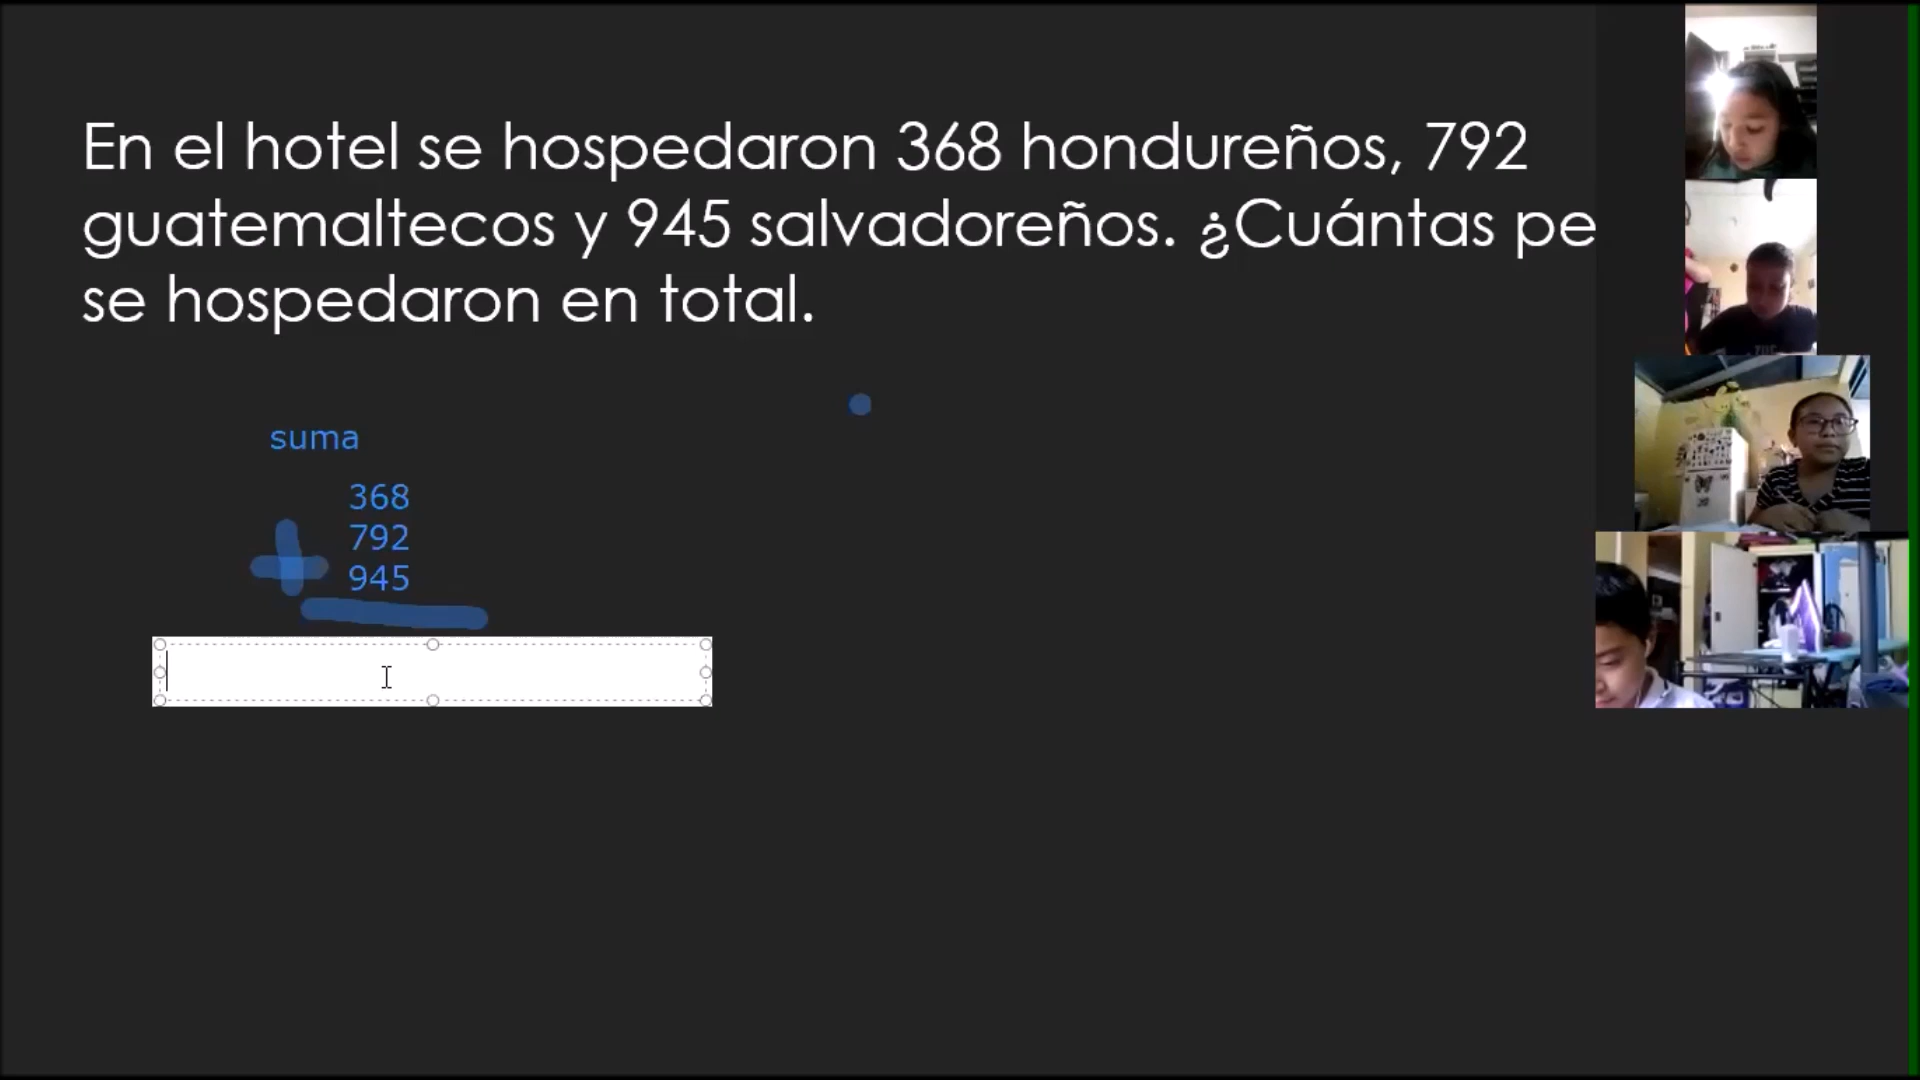 En el hotel se hospedaron 368 hondureños, 792
guatemaltecos y 945 salvadoreños. ¿Cuántas pe
se hospedaron en total.
suma
368
792
+ 945